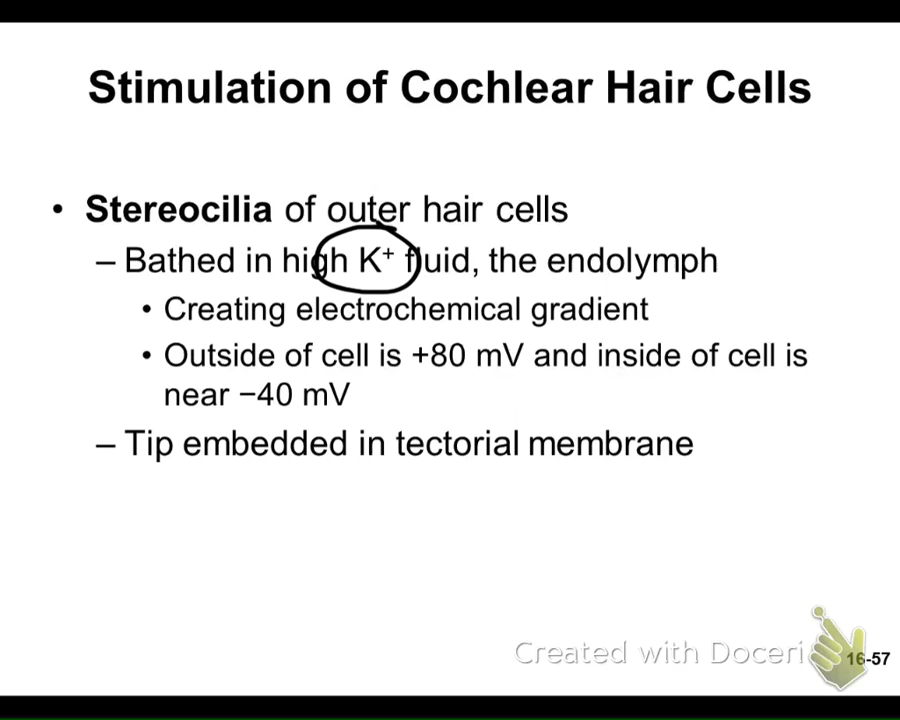 Stimulation of Cochlear Hair Cells
• Stereocilia of outer hair cells
– Bathed in high K⁺ fluid, the endolymph
• Creating electrochemical gradient
• Outside of cell is +80 mV and inside of cell is
near −40 mV
– Tip embedded in tectorial membrane
Created with Doceri
16-57